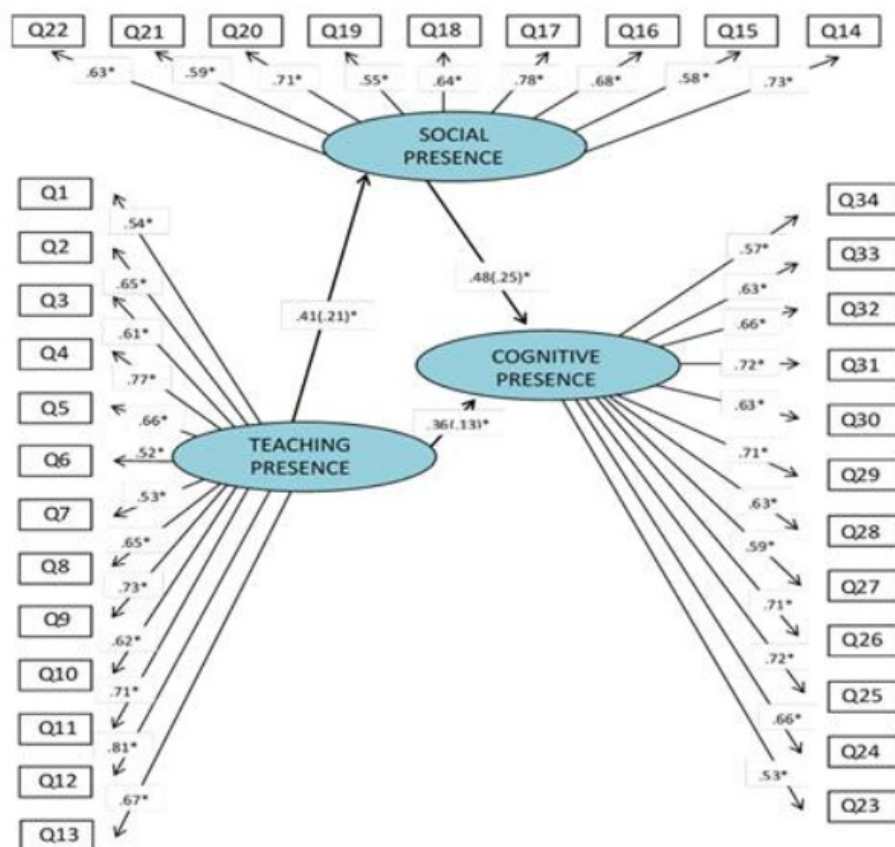 Q22 Q21 Q20 Q19 Q18 Q17 Q16 Q15 Q14
.63* .59* .71* .55* .64* .78* .68* .58* .73*
SOCIAL
PRESENCE
Q1
Q2
Q3
Q4
Q5
Q6
Q7
Q8
Q9
Q10
Q11
Q12
Q13
.54*
.65*
.61*
.77*
.66*
.52*
.53*
.65*
.73*
.62*
.71*
.81*
.67*
TEACHING
PRESENCE
.41(.21)*
.48(.25)*
.36(.13)*
COGNITIVE
PRESENCE
.57*
.63*
.66*
.72*
.63*
.71*
.63*
.59*
.71*
.72*
.66*
.53*
Q34
Q33
Q32
Q31
Q30
Q29
Q28
Q27
Q26
Q25
Q24
Q23